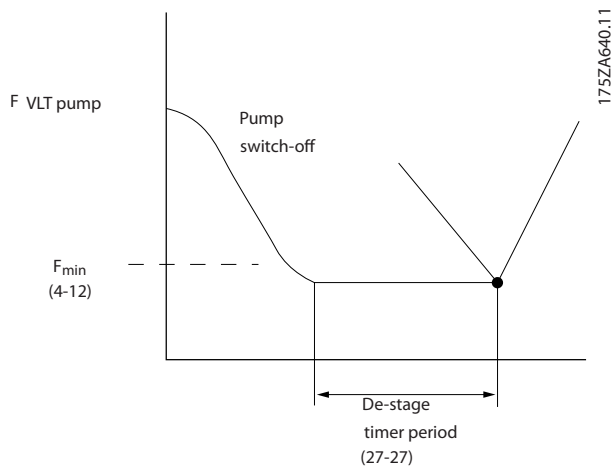 F VLT pump
Pump
switch-off
Fmin
(4-12)
De-stage
timer period
(27-27)
175ZA640.11